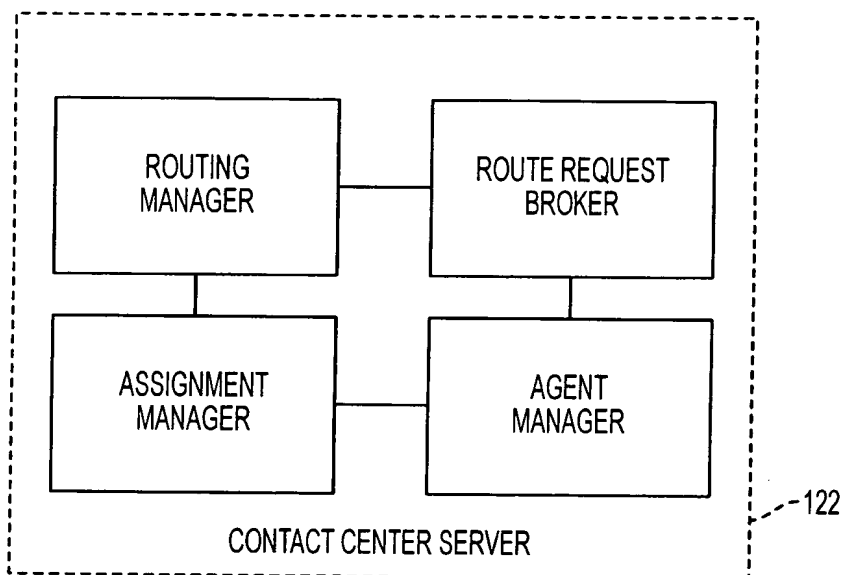 ROUTING
MANAGER
ROUTE REQUEST
BROKER
ASSIGNMENT
MANAGER
AGENT
MANAGER
CONTACT CENTER SERVER
122